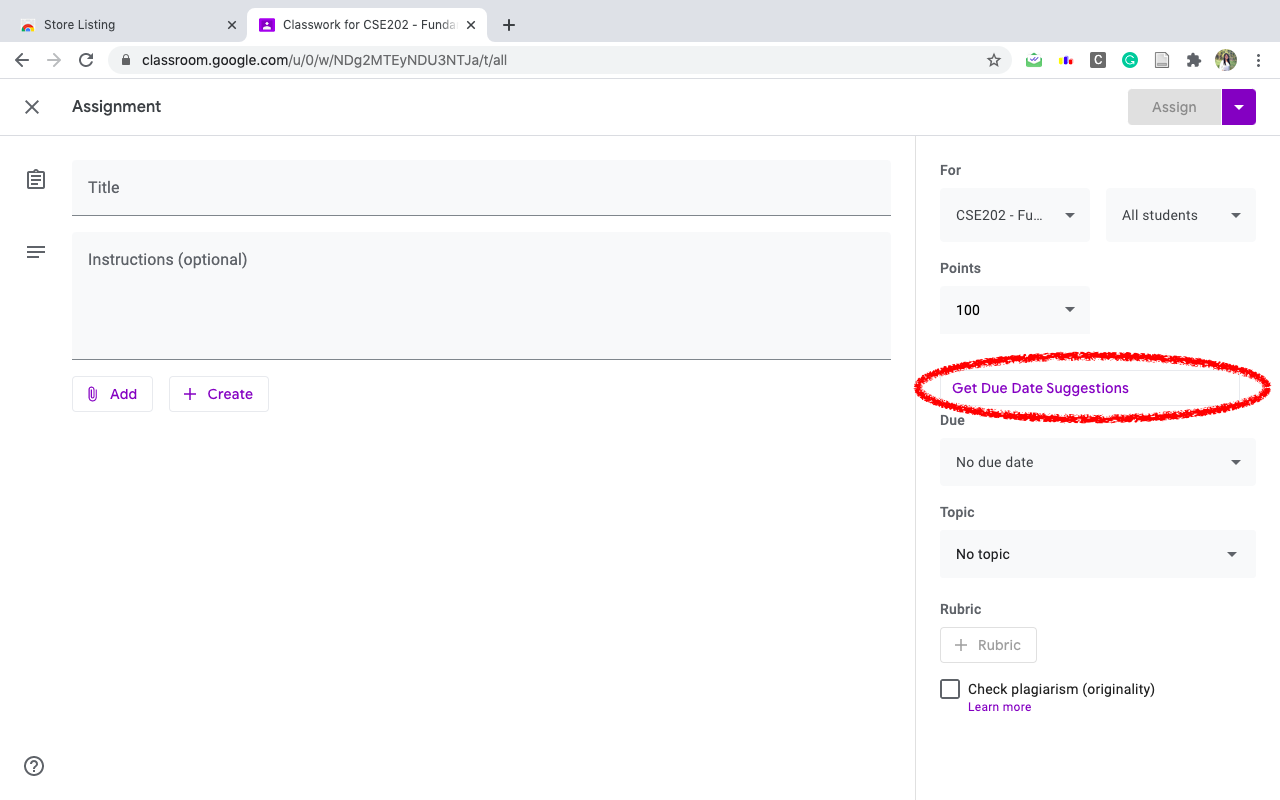 Store Listing
Classwork for CSE202 - Funda
classroom.google.com/u/0/w/NDg2MTEyNDU3NTJa/t/all
C
G
Assignment
Assign
Title
Instructions (optional)
Add
Create
For
CSE202 - Fu...
All students
Points
100
Get Due Date Suggestions
Due
No due date
Topic
No topic
Rubric
Rubric
Check plagiarism (originality)
Learn more